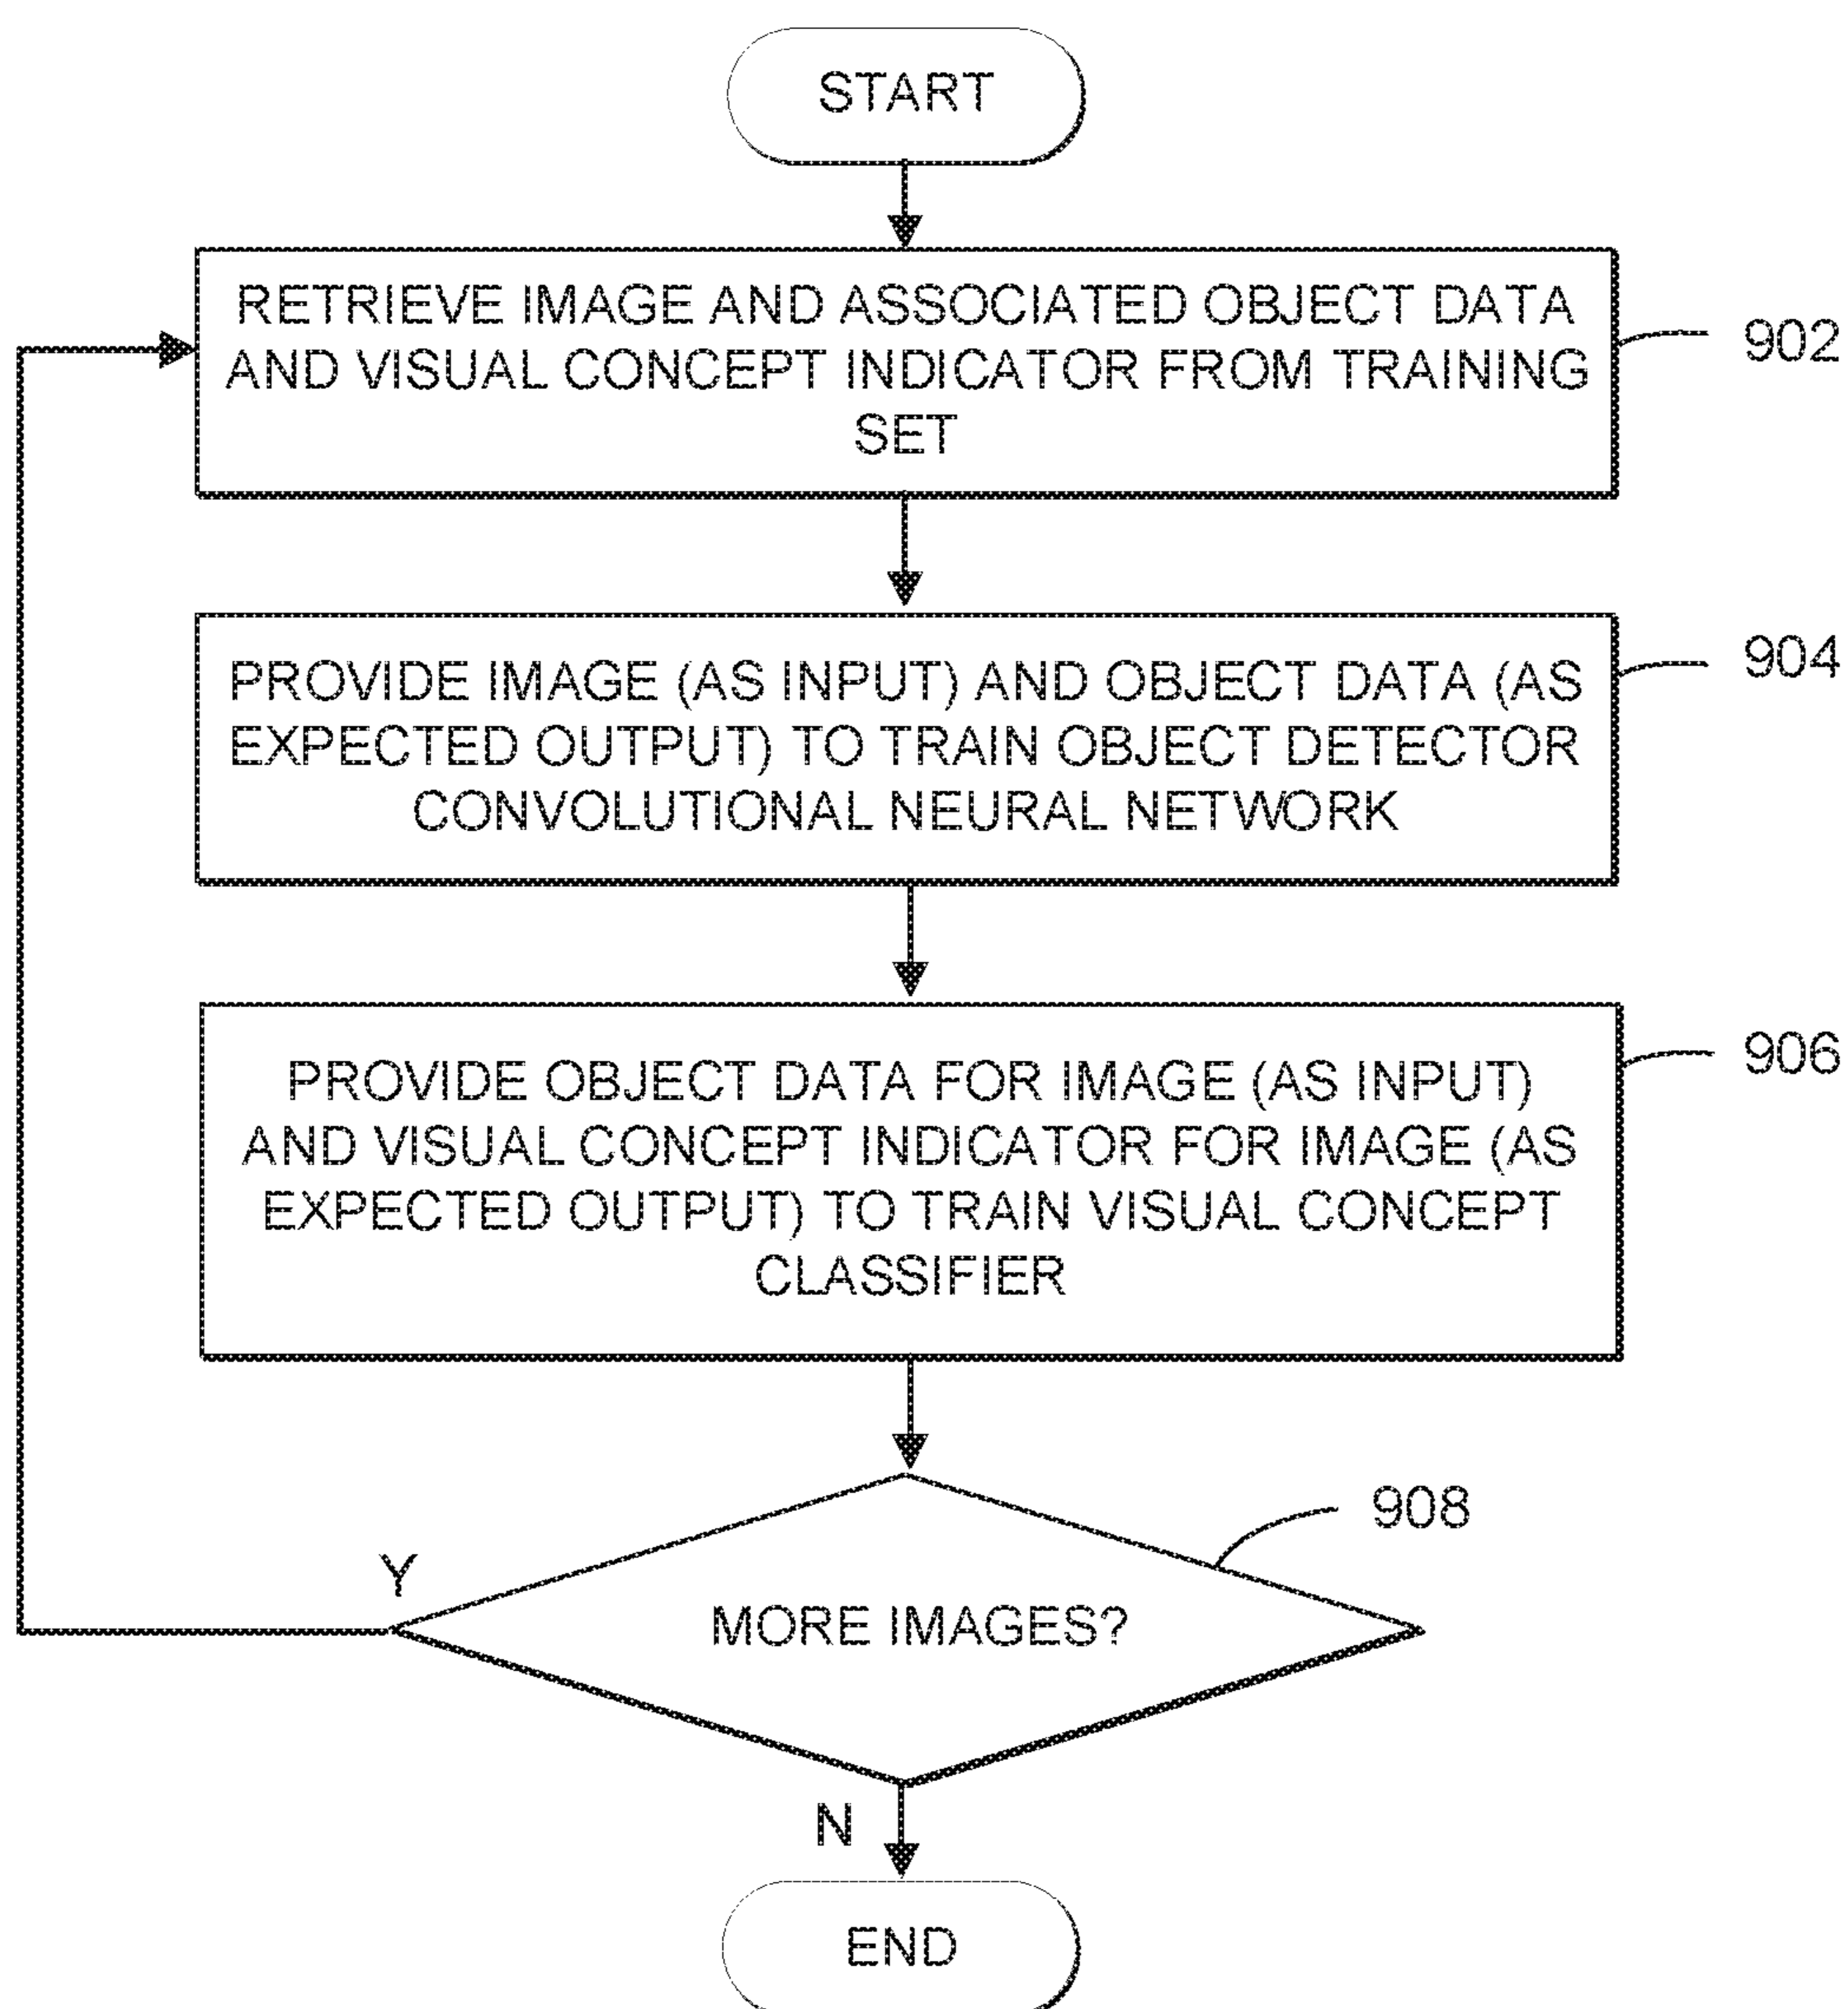 START
RETRIEVE IMAGE AND ASSOCIATED OBJECT DATA
AND VISUAL CONCEPT INDICATOR FROM TRAINING
SET
902
PROVIDE IMAGE (AS INPUT) AND OBJECT DATA (AS
EXPECTED OUTPUT) TO TRAIN OBJECT DETECTOR
CONVOLUTIONAL NEURAL NETWORK
904
PROVIDE OBJECT DATA FOR IMAGE (AS INPUT)
AND VISUAL CONCEPT INDICATOR FOR IMAGE (AS
EXPECTED OUTPUT) TO TRAIN VISUAL CONCEPT
CLASSIFIER
906
908
Y
MORE IMAGES?
N
END